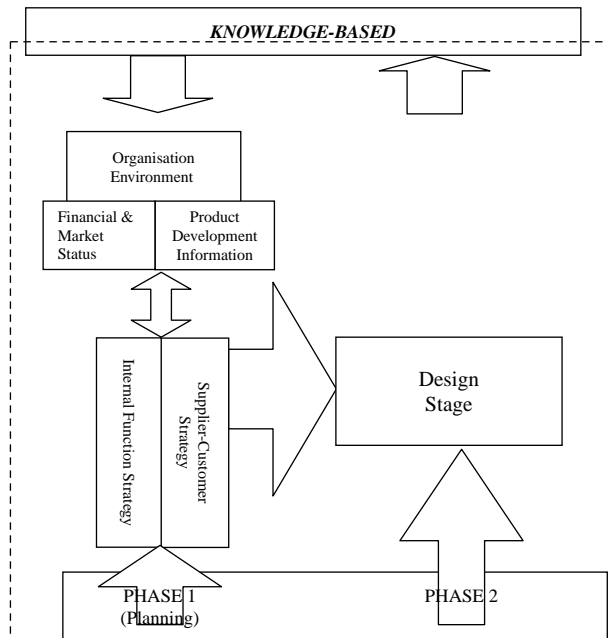 KNOWLEDGE-BASED
Organisation
Environment
Financial &
Market
Status
Product
Development
Information
Internal Function Strategy
Supplier-Customer
Strategy
Design
Stage
PHASE 1
(Planning)
PHASE 2